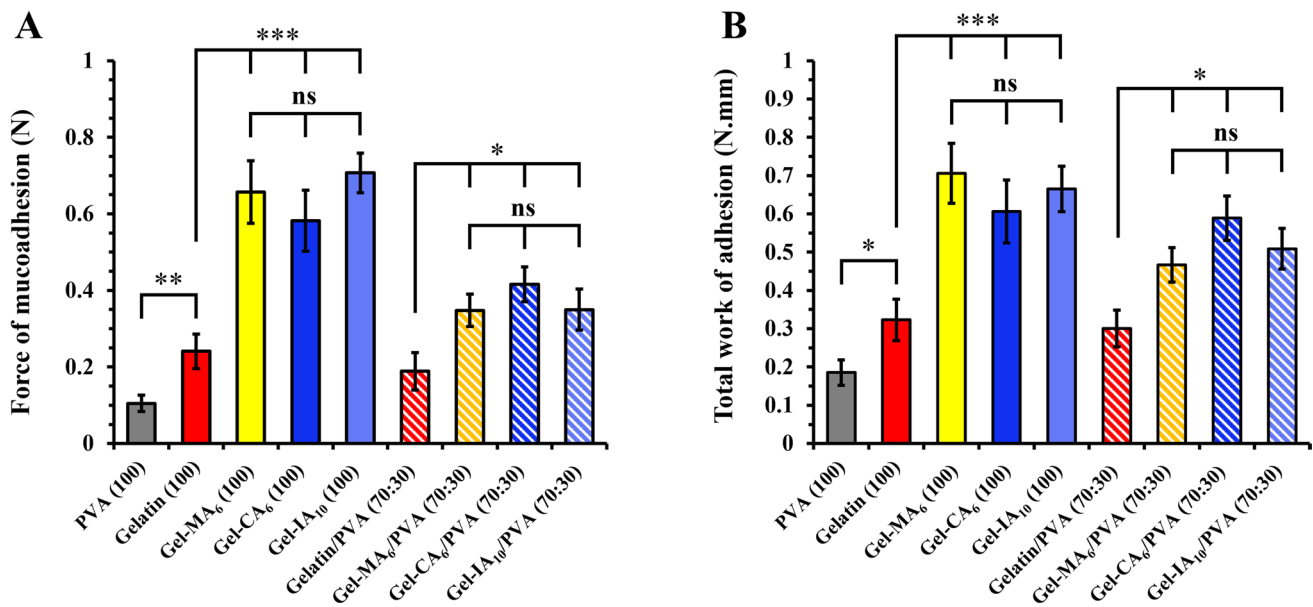 A
Force of mucoadhesion (N)
1
0.8
0.6
0.4
0.2
0
***
ns
**
*
ns
PVA (100)
Gelatin (100)
Gel-MA₆ (100)
Gel-CA₆ (100)
Gel-IA₁₀ (100)
Gelatin/PVA (70:30)
Gel-MA₆/PVA (70:30)
Gel-CA₆/PVA (70:30)
Gel-IA₁₀/PVA (70:30)
B
Total work of adhesion (N.mm)
1
0.9
0.8
0.7
0.6
0.5
0.4
0.3
0.2
0.1
0
***
ns
*
*
ns
PVA (100)
Gelatin (100)
Gel-MA₆ (100)
Gel-CA₆ (100)
Gel-IA₁₀ (100)
Gelatin/PVA (70:30)
Gel-MA₆/PVA (70:30)
Gel-CA₆/PVA (70:30)
Gel-IA₁₀/PVA (70:30)